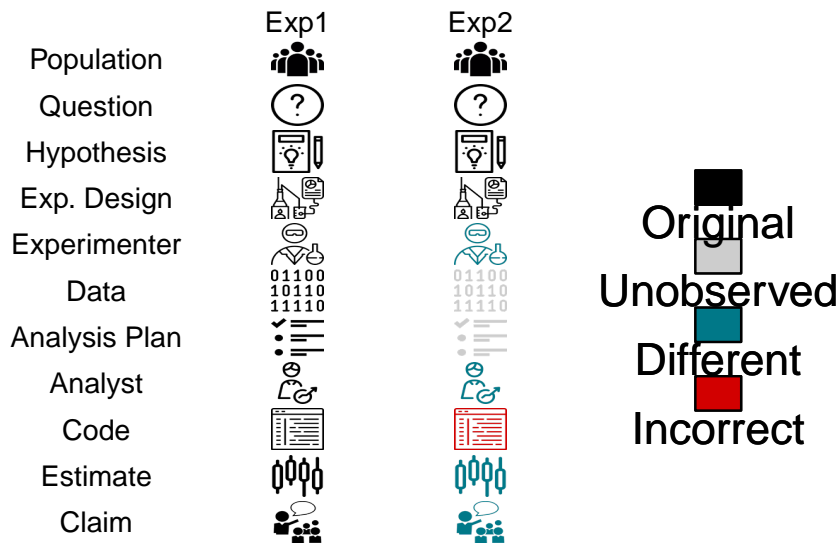 Exp1 Exp2
Population
Question ? ?
Hypothesis
Exp. Design
Experimenter
Data 01100 01100
10110 10110
11110 11110
Analysis Plan
Analyst
Code
Estimate
Claim
Original
Unobserved
Different
Incorrect